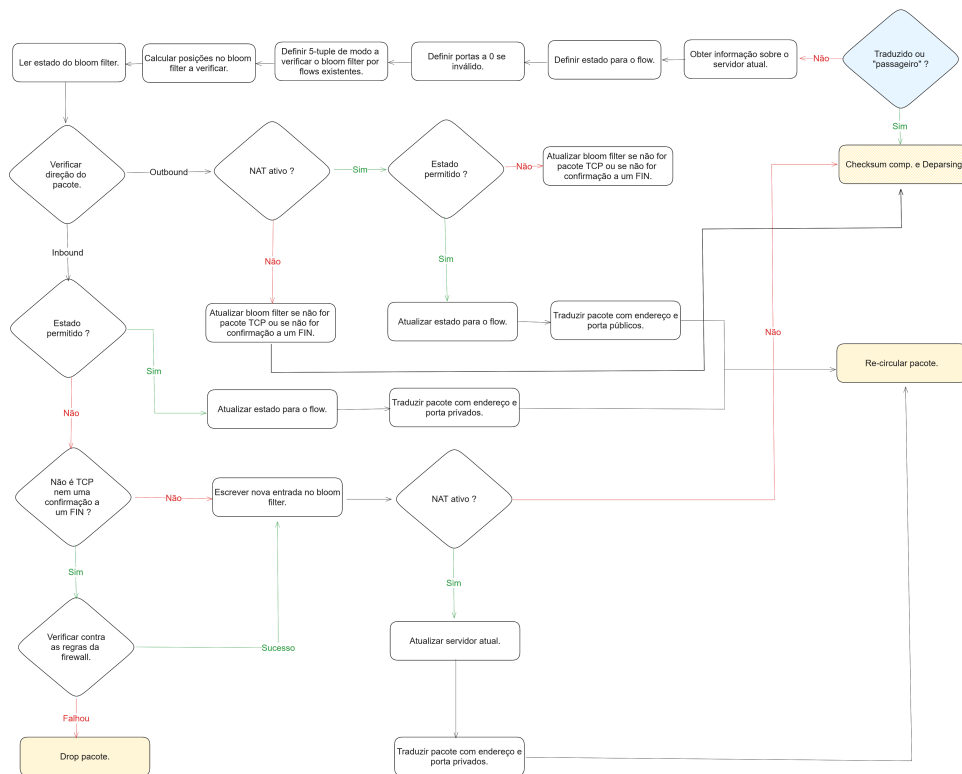 Traduzido ou
"passageiro" ?
Não
Obter informação sobre o
servidor atual.
Definir estado para o flow.
Definir portas a 0 se
inválido.
Definir 5-tuple de modo a
verificar o bloom filter por
flows existentes.
Calcular posições no bloom
filter a verificar.
Ler estado do bloom filter.
Sim
Checksum comp. e Deparsing
Verificar
direção do
pacote.
Outbound
NAT ativo ?
Sim
Estado
permitido ?
Não
Atualizar bloom filter se não for
pacote TCP ou se não for
confirmação a um FIN.
Inbound
Não
Sim
Atualizar bloom filter se não for
pacote TCP ou se não for
confirmação a um FIN.
Atualizar estado para o flow.
Traduzir pacote com endereço e
porta públicos.
Não
Estado
permitido ?
Sim
Re-circular pacote.
Não
Atualizar estado para o flow.
Traduzir pacote com endereço e
porta privados.
Não é TCP
nem uma
confirmação a
um FIN ?
Não
Escrever nova entrada no bloom
filter.
NAT ativo ?
Sim
Sim
Verificar contra
as regras da
firewall.
Sucesso
Atualizar servidor atual.
Falhou
Drop pacote.
Traduzir pacote com endereço e
porta privados.